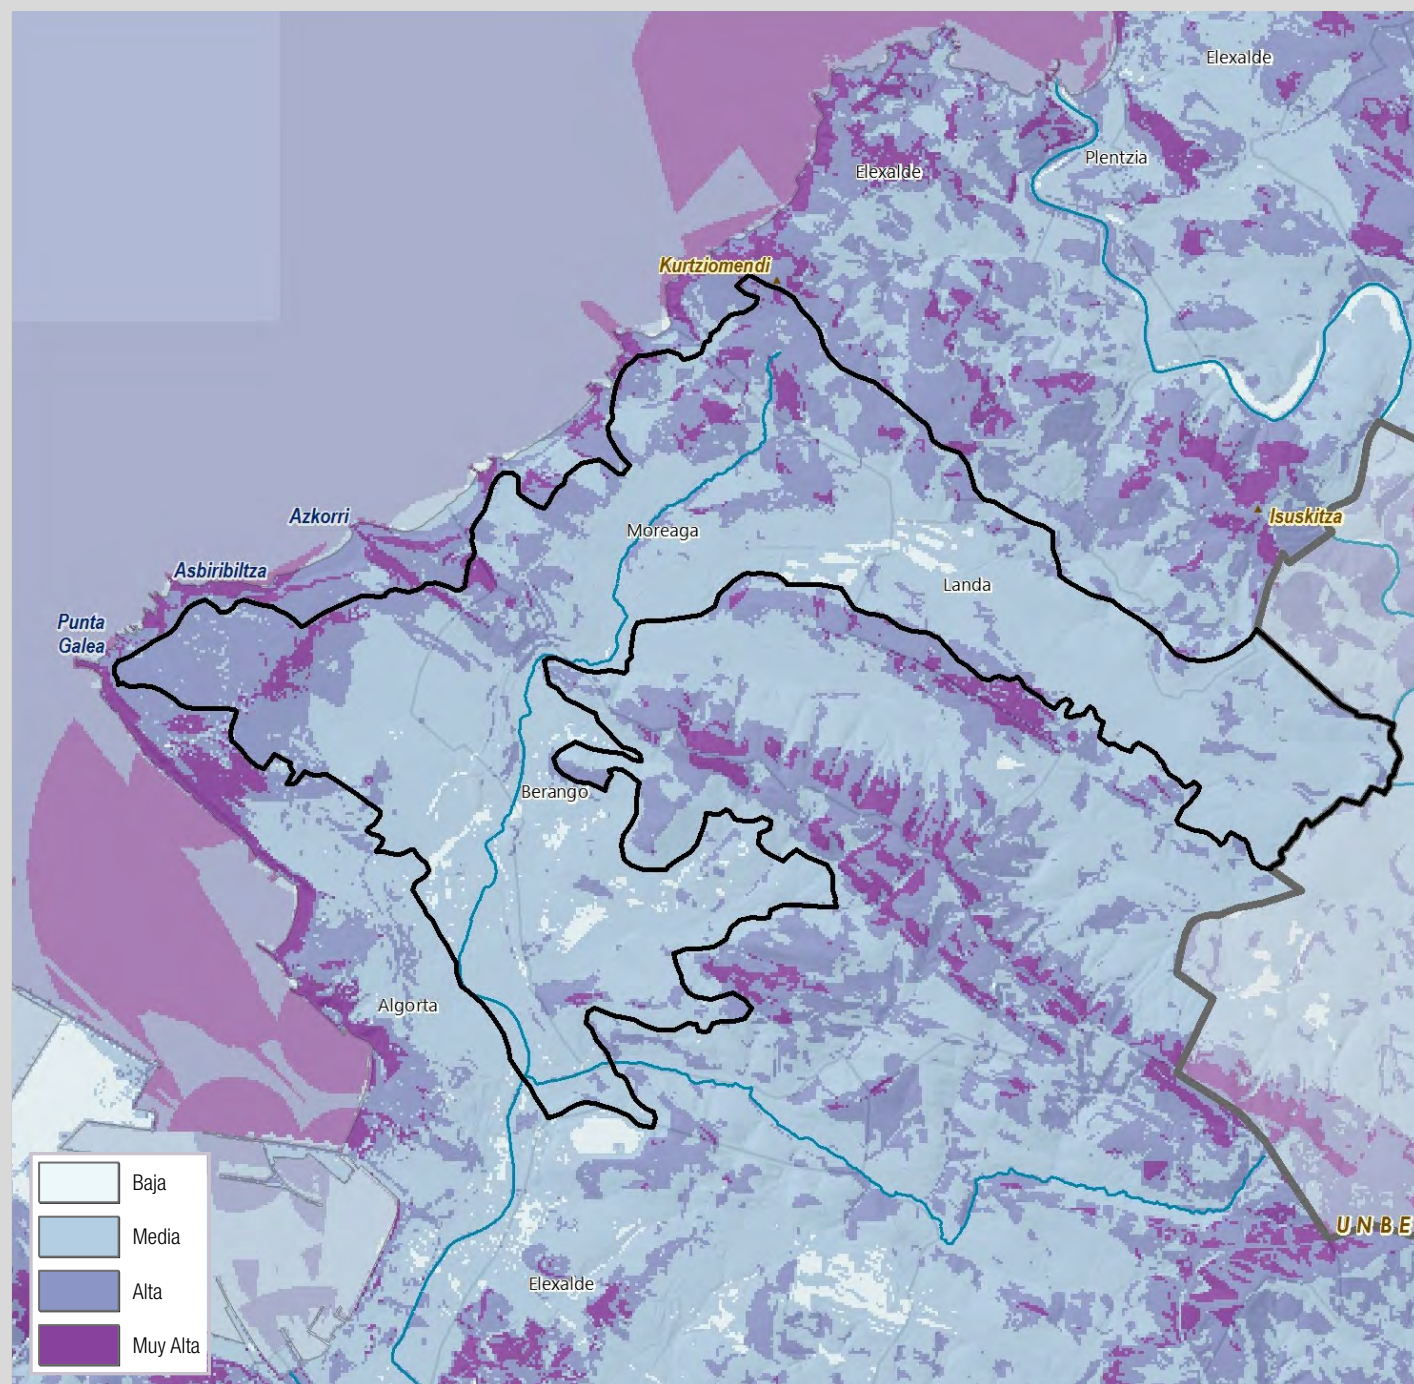 Elexalde
Plentzia
Elexalde
Kurtziomendi
Azkorri
Isuskitza
Moreaga
Asbiribiltza
Landa
Punta
Galea
Berango
Algorta
Baja
Media
UNBE
Alta
Elexalde
Muy Alta